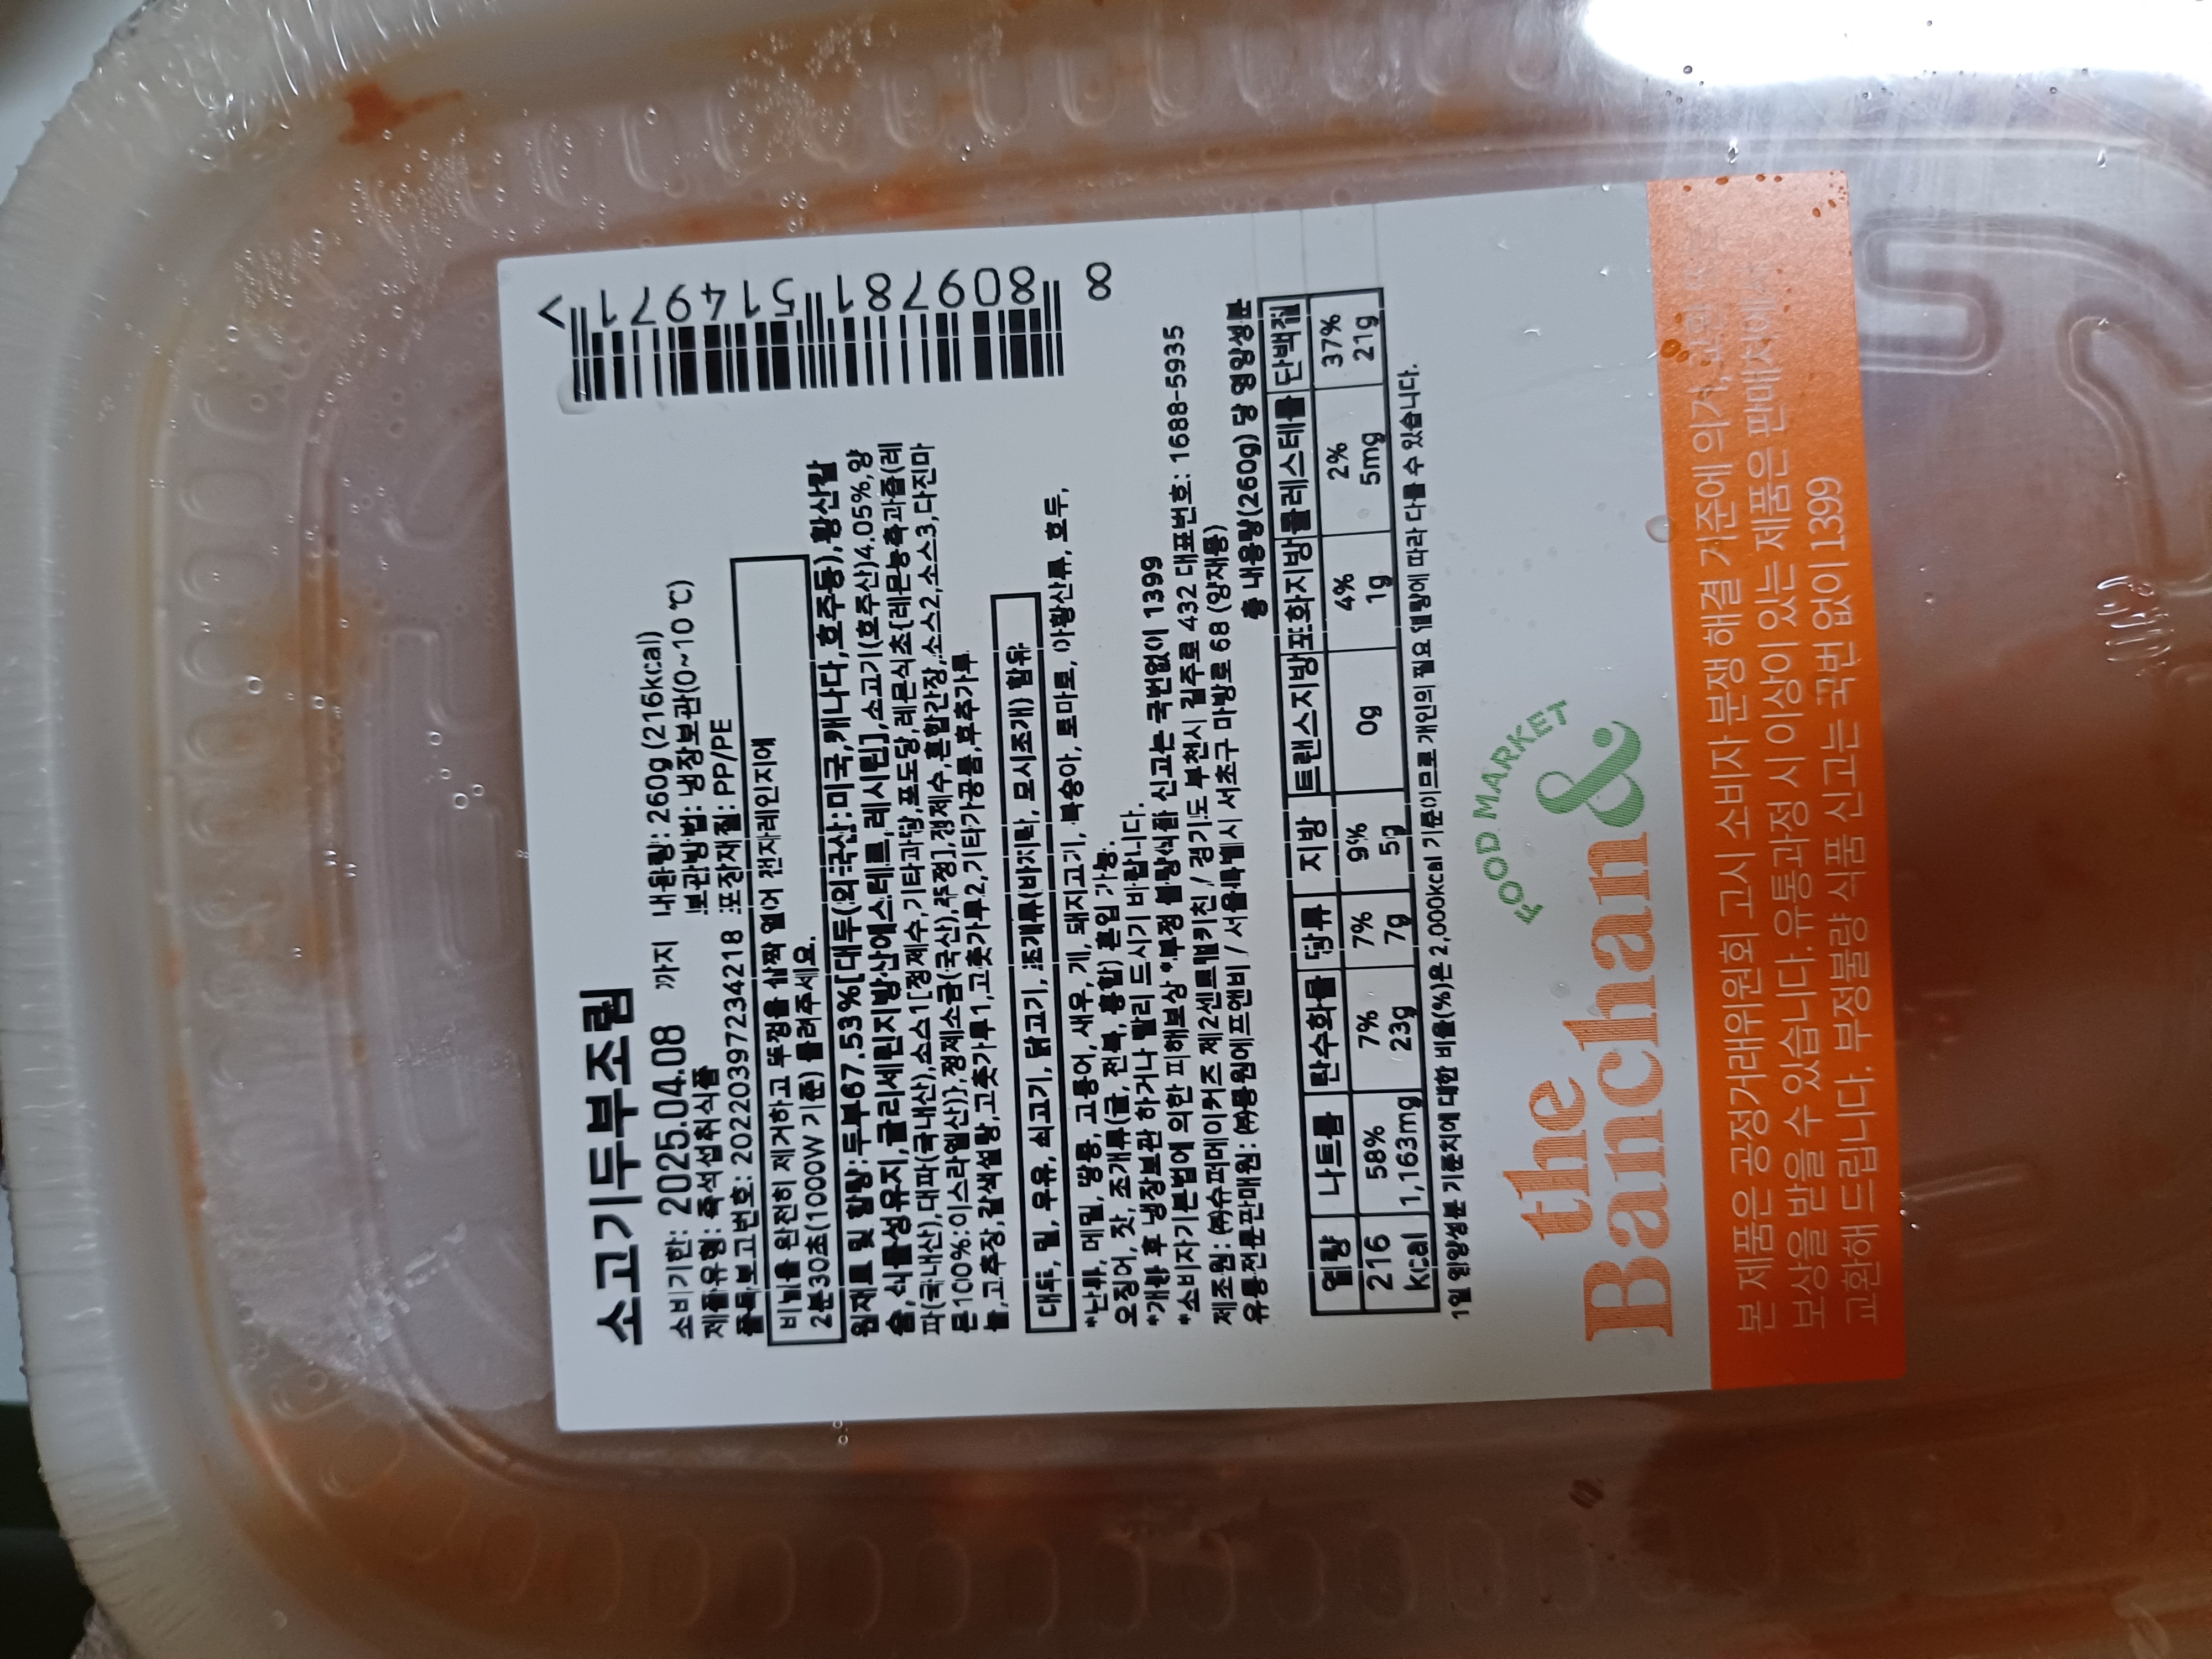 소고기두부조림
소비기한: 2025.04.08 까지 내용량: 260g (216kcal)
제품유형: 즉석섭취식품 보관방법: 냉장보관(0~10℃)
품목보고번호: 20220397234218 포장재질: PP/PE
비닐을 완전히 제거하고 뚜껑을 살짝 열어 전자레인지에
2분30초(1000W 기준) 돌려주세요.
원재료 및 함량: 두부67.53%[대두(외국산:미국,캐나다,호주등),황산칼
슘,식물성유지,글리세린지방산에스테르,레시틴],소고기(호주산)4.05%,양
파(국내산),대파(국내산),소스1[정제수,기타과당,포도당,레몬식초{레몬농축과즙(레
몬100%:이스라엘산)},정제소금(국산),주정],정제수,혼합간장,소스2,소스3,다진마
늘,고추장,갈색설탕,고춧가루1,고춧가루2,기타가공품,후추가루
대두, 밀, 우유, 쇠고기, 닭고기, 조개류(바지락, 모시조개) 함유
*난류, 메밀, 땅콩, 고등어, 새우, 게, 돼지고기, 복숭아, 토마토, 아황산류, 호두,
오징어, 잣, 조개류(굴, 전복, 홍합) 혼입 가능.
*개봉 후 냉장보관 하거나 빨리 드시기 바랍니다.
*소비자기본법에 의한 피해보상 *부정 불량식품 신고는 국번없이 1399
제조원: ㈜슈퍼메이커즈 제2센트럴키친 / 경기도 부천시 길주로 432 대표번호: 1688-5935
유통전문판매원: ㈜동원에프앤비 / 서울특별시 서초구 마방로 68 (양재동)
총 내용량(260g) 당 영양성분
열량 나트륨 탄수화물 당류 지방 트랜스지방 포화지방 콜레스테롤 단백질
216 58% 7% 7% 9% 4% 2% 37%
kcal 1,163mg 23g 7g 5g 0g 1g 5mg 21g
1일 영양성분 기준치에 대한 비율(%)은 2,000kcal 기준이므로 개인의 필요 열량에 따라 다를 수 있습니다.
8 809781 514971 >
FOOD MARKET
the
Banchan&
본 제품은 공정거래위원회 고시 소비자 분쟁 해결 기준에 의거, 교환
보상을 받을 수 있습니다. 유통과정 시 이상이 있는 제품은 판매처에서
교환해 드립니다. 부정불량 식품 신고는 국번 없이 1399